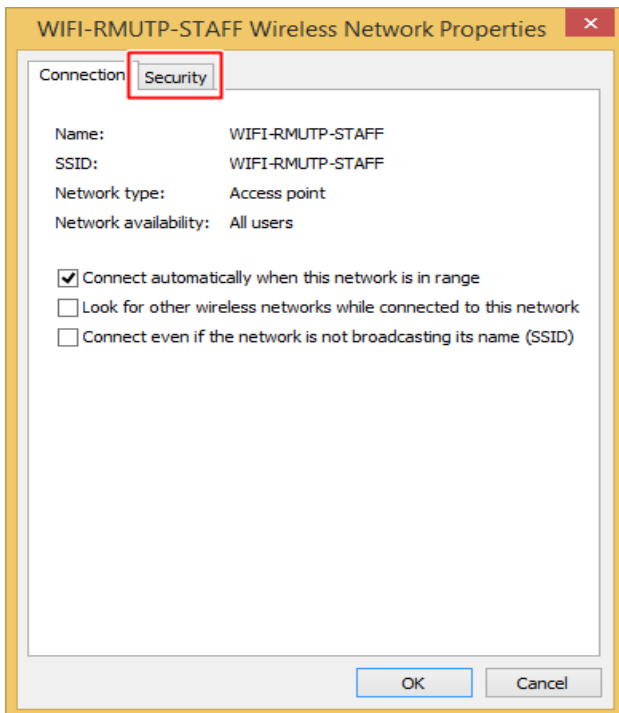 WIFI-RMUTP-STAFF Wireless Network Properties
Connection Security
Name: WIFI-RMUTP-STAFF
SSID: WIFI-RMUTP-STAFF
Network type: Access point
Network availability: All users
Connect automatically when this network is in range
Look for other wireless networks while connected to this network
Connect even if the network is not broadcasting its name (SSID)
OK Cancel